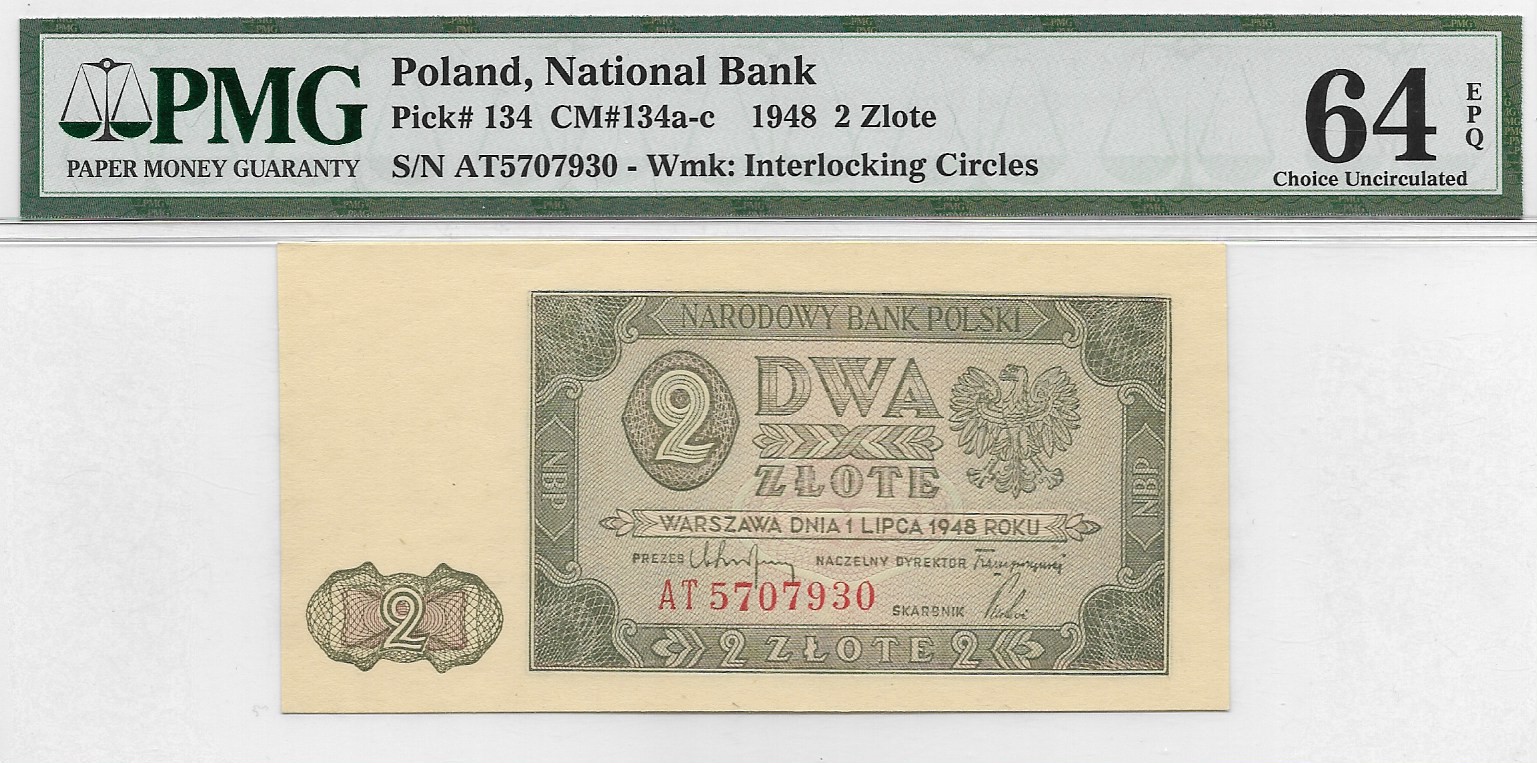 PMG
PAPER MONEY GUARANTY
Poland, National Bank
Pick# 134 CM#134a-c 1948 2 Zlote
S/N AT5707930 - Wmk: Interlocking Circles
64
EPQ
Choice Uncirculated
NARODOWY BANK POLSKI
2
DWA
ZŁOTE
NBP
NBP
WARSZAWA DNIA 1 LIPCA 1948 ROKU
PREZES NACZELNY DYREKTOR
AT 5707930
SKARBNIK
2
2 ZŁOTE 2